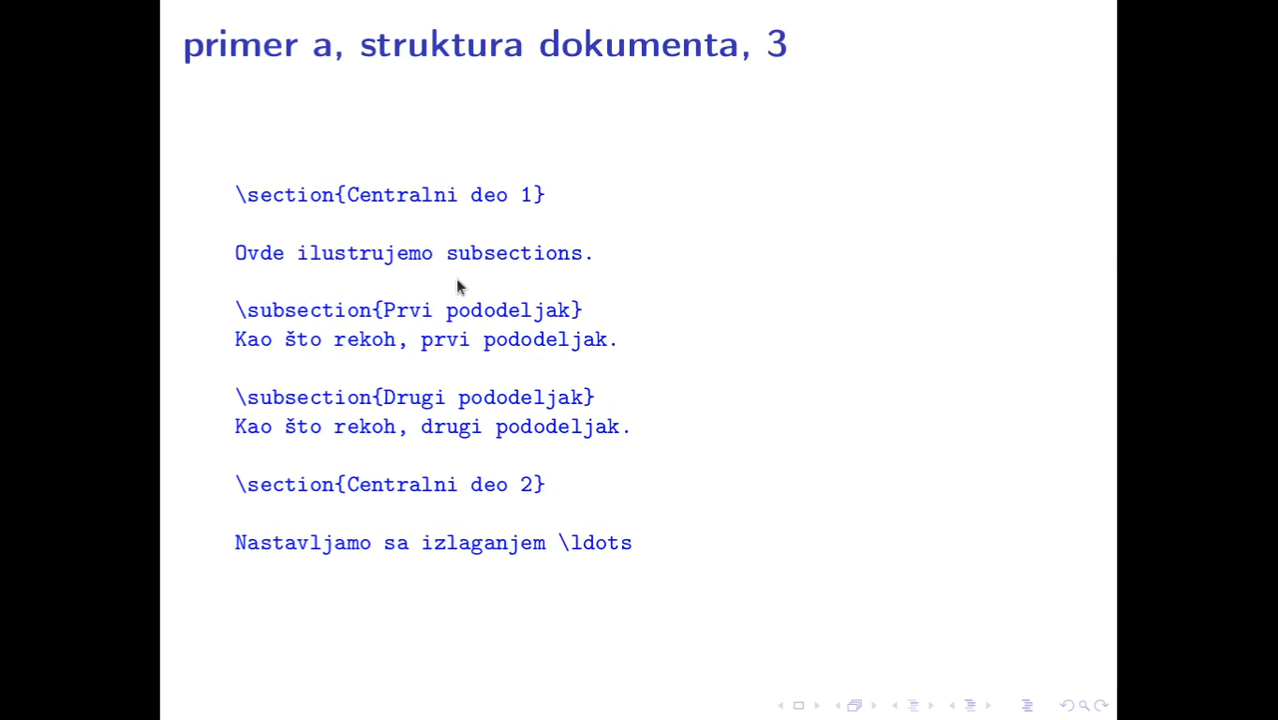 primer a, struktura dokumenta, 3
\section{Centralni deo 1}
Ovde ilustrujemo subsections.
\subsection{Prvi pododeljak}
Kao što rekoh, prvi pododeljak.
\subsection{Drugi pododeljak}
Kao što rekoh, drugi pododeljak.
\section{Centralni deo 2}
Nastavljamo sa izlaganjem \ldots